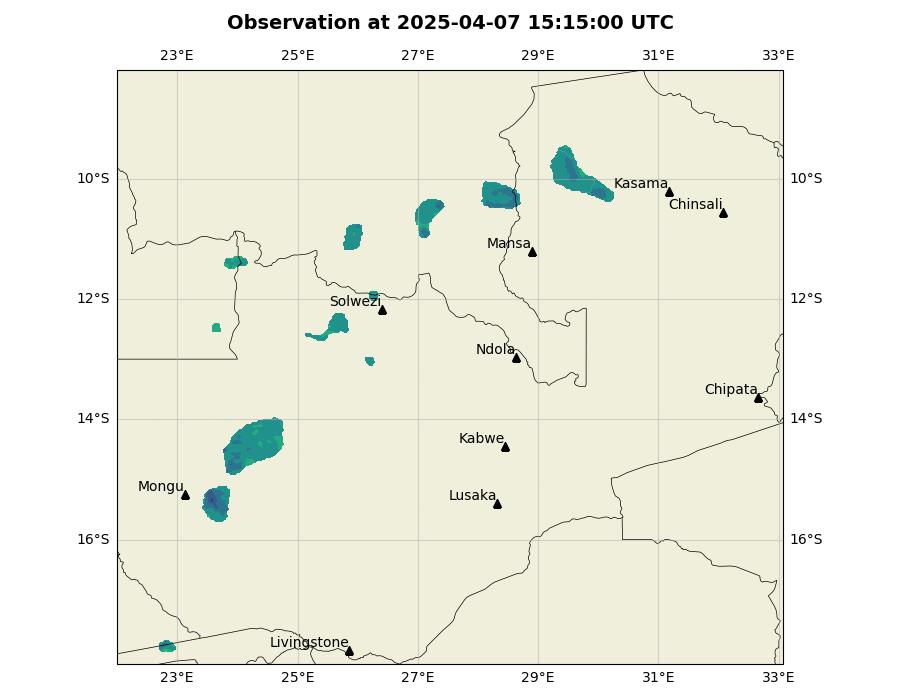 Observation at 2025-04-07 15:15:00 UTC
23°E 25°E 27°E 29°E 31°E 33°E
10°S 10°S
Kasama
Chinsali
Mansa
12°S 12°S
Solwezi
Ndola
Chipata
14°S 14°S
Kabwe
Mongu
Lusaka
16°S 16°S
Livingstone
23°E 25°E 27°E 29°E 31°E 33°E